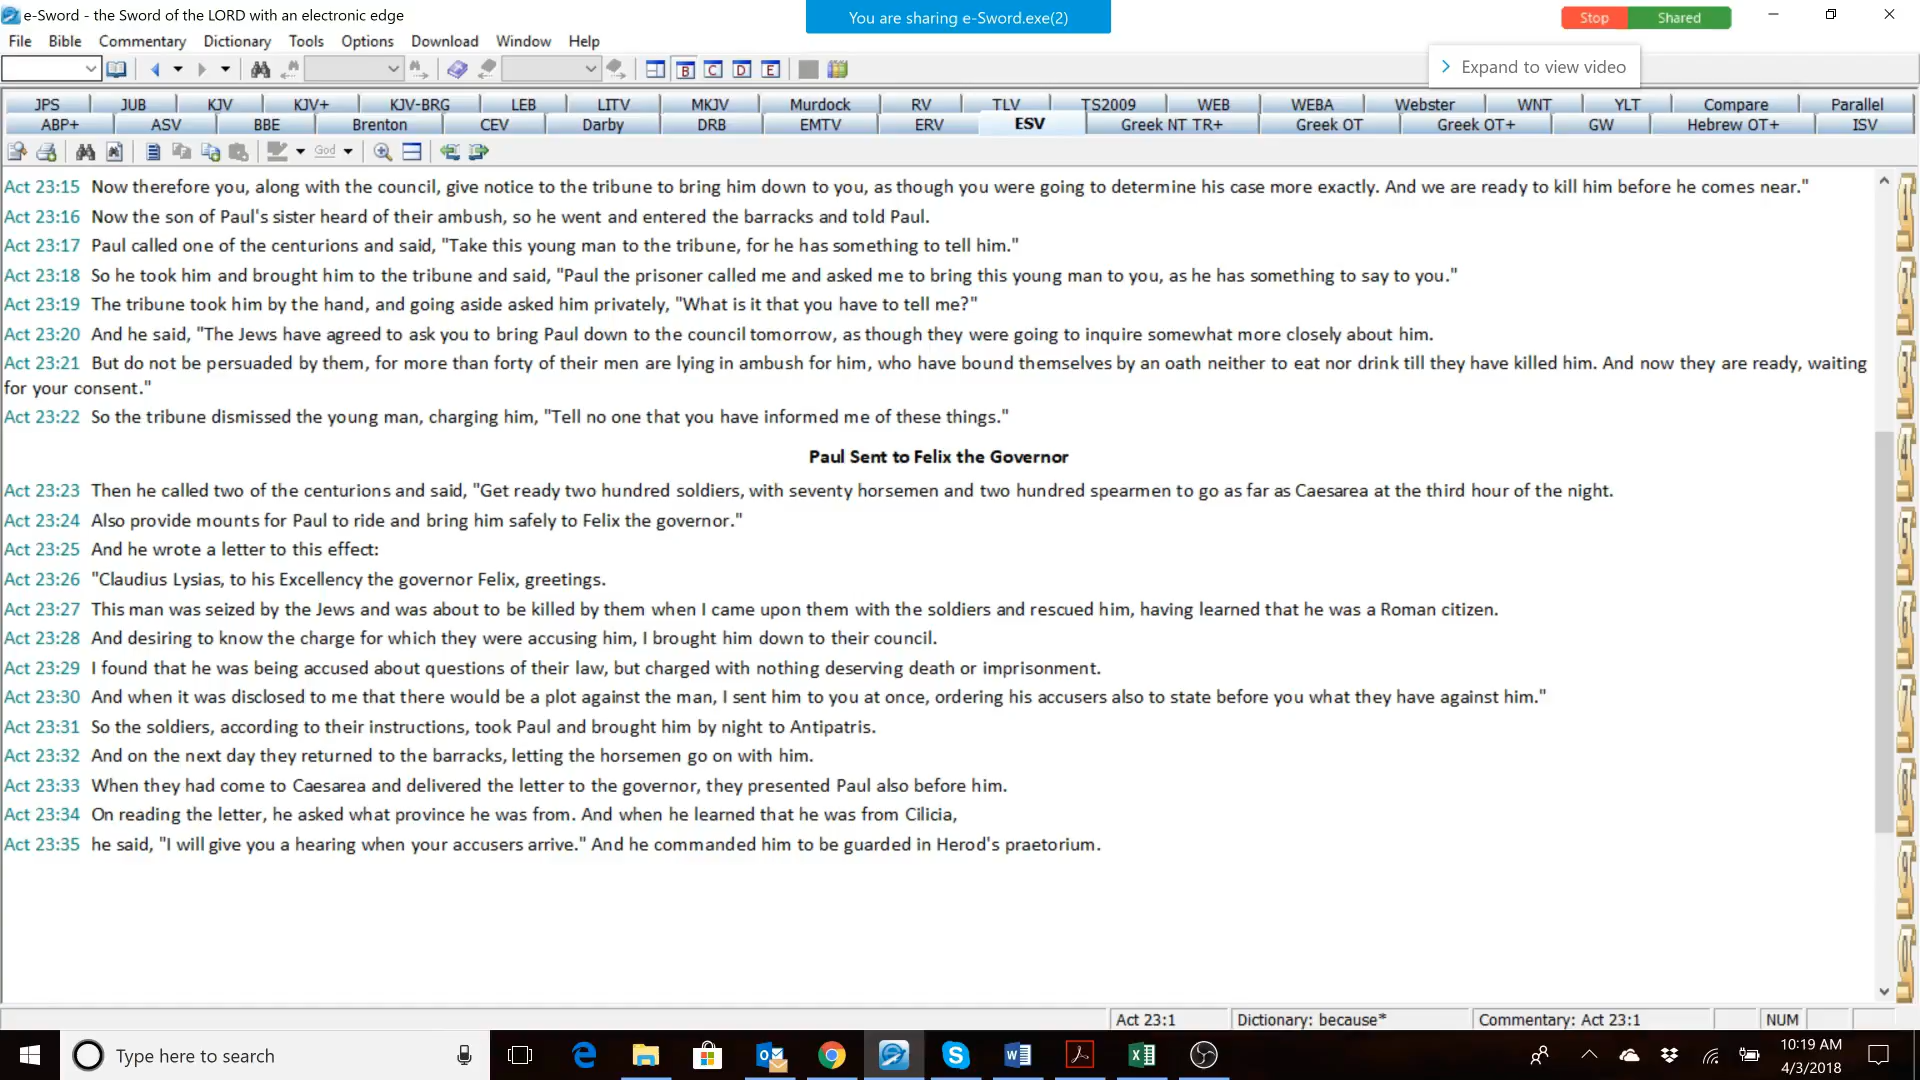 e-Sword - the Sword of the LORD with an electronic edge
You are sharing e-Sword.exe(2)
Stop Shared
File Bible Commentary Dictionary Tools Options Download Window Help
B C D E
Expand to view video
JPS JUB KJV KJV+ KJV-BRG LEB LITV MKJV Murdock RV TLV TS2009 WEB WEBA Webster WNT YLT Compare Parallel
ABP+ ASV BBE Brenton CEV Darby DRB EMTV ERV ESV Greek NT TR+ Greek OT Greek OT+ GW Hebrew OT+ ISV
God
Act 23:15 Now therefore you, along with the council, give notice to the tribune to bring him down to you, as though you were going to determine his case more exactly. And we are ready to kill him before he comes near."
Act 23:16 Now the son of Paul's sister heard of their ambush, so he went and entered the barracks and told Paul.
Act 23:17 Paul called one of the centurions and said, "Take this young man to the tribune, for he has something to tell him."
Act 23:18 So he took him and brought him to the tribune and said, "Paul the prisoner called me and asked me to bring this young man to you, as he has something to say to you."
Act 23:19 The tribune took him by the hand, and going aside asked him privately, "What is it that you have to tell me?"
Act 23:20 And he said, "The Jews have agreed to ask you to bring Paul down to the council tomorrow, as though they were going to inquire somewhat more closely about him.
Act 23:21 But do not be persuaded by them, for more than forty of their men are lying in ambush for him, who have bound themselves by an oath neither to eat nor drink till they have killed him. And now they are ready, waiting
for your consent."
Act 23:22 So the tribune dismissed the young man, charging him, "Tell no one that you have informed me of these things."
Paul Sent to Felix the Governor
Act 23:23 Then he called two of the centurions and said, "Get ready two hundred soldiers, with seventy horsemen and two hundred spearmen to go as far as Caesarea at the third hour of the night.
Act 23:24 Also provide mounts for Paul to ride and bring him safely to Felix the governor."
Act 23:25 And he wrote a letter to this effect:
Act 23:26 "Claudius Lysias, to his Excellency the governor Felix, greetings.
Act 23:27 This man was seized by the Jews and was about to be killed by them when I came upon them with the soldiers and rescued him, having learned that he was a Roman citizen.
Act 23:28 And desiring to know the charge for which they were accusing him, I brought him down to their council.
Act 23:29 I found that he was being accused about questions of their law, but charged with nothing deserving death or imprisonment.
Act 23:30 And when it was disclosed to me that there would be a plot against the man, I sent him to you at once, ordering his accusers also to state before you what they have against him."
Act 23:31 So the soldiers, according to their instructions, took Paul and brought him by night to Antipatris.
Act 23:32 And on the next day they returned to the barracks, letting the horsemen go on with him.
Act 23:33 When they had come to Caesarea and delivered the letter to the governor, they presented Paul also before him.
Act 23:34 On reading the letter, he asked what province he was from. And when he learned that he was from Cilicia,
Act 23:35 he said, "I will give you a hearing when your accusers arrive." And he commanded him to be guarded in Herod's praetorium.
1
2
3
4
5
6
7
8
9
0
Act 23:1 Dictionary: because* Commentary: Act 23:1 NUM
Type here to search
10:19 AM
4/3/2018